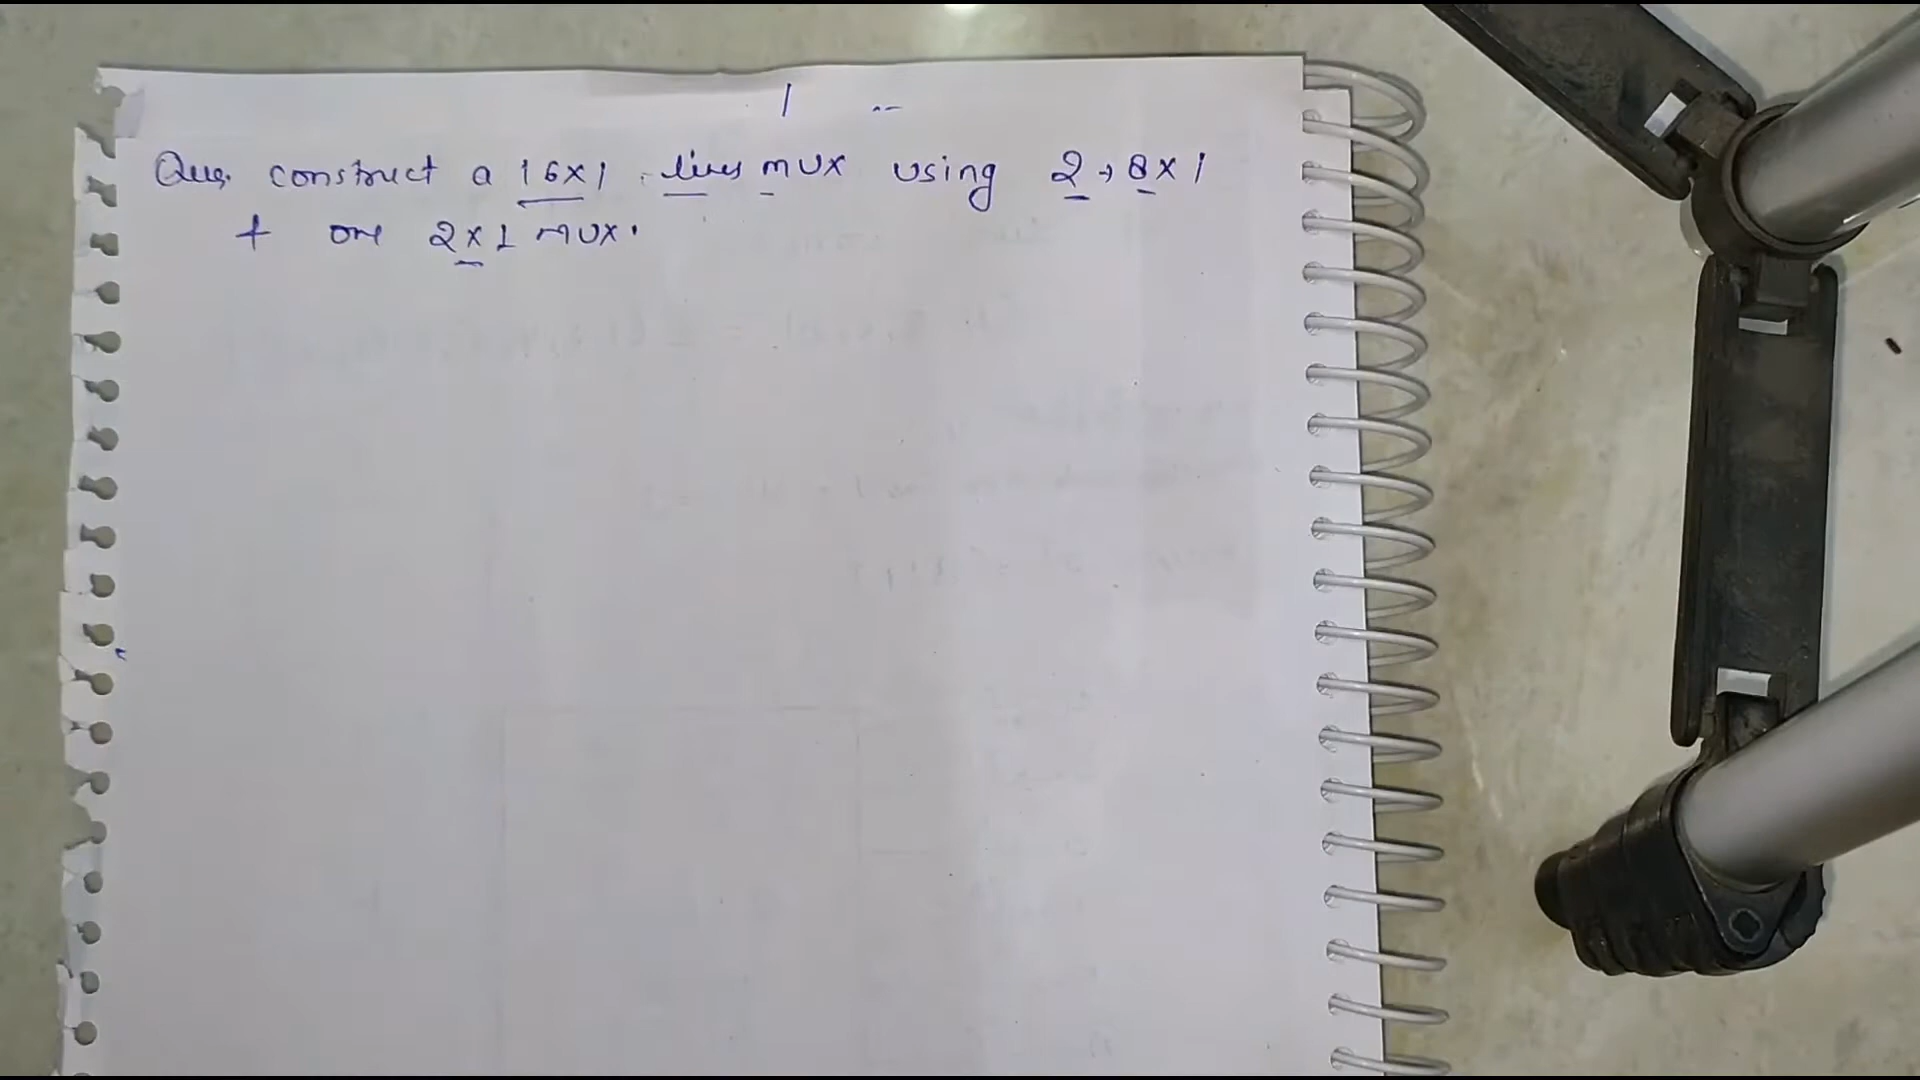 Que. construct a 16x1 lines mux using 2, 8x1
+ one 2x1 mux.